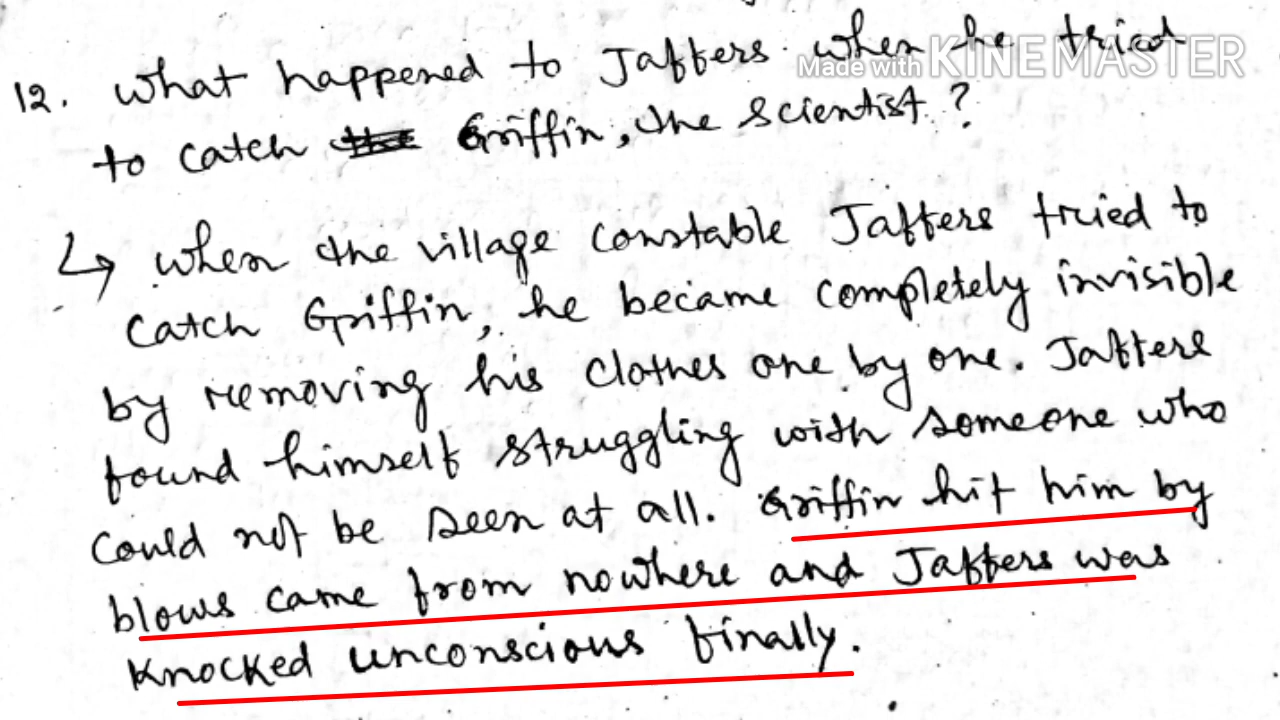 12. What happened to Jaffers when he tried
Made with KINEMASTER
to catch the Griffin, the scientist?
↳ When the village constable Jaffers tried to
catch Griffin, he became completely invisible
by removing his clothes one by one. Jaffers
found himself struggling with someone who
could not be seen at all. Griffin hit him by
blows came from nowhere and Jaffers was
knocked unconscious finally.